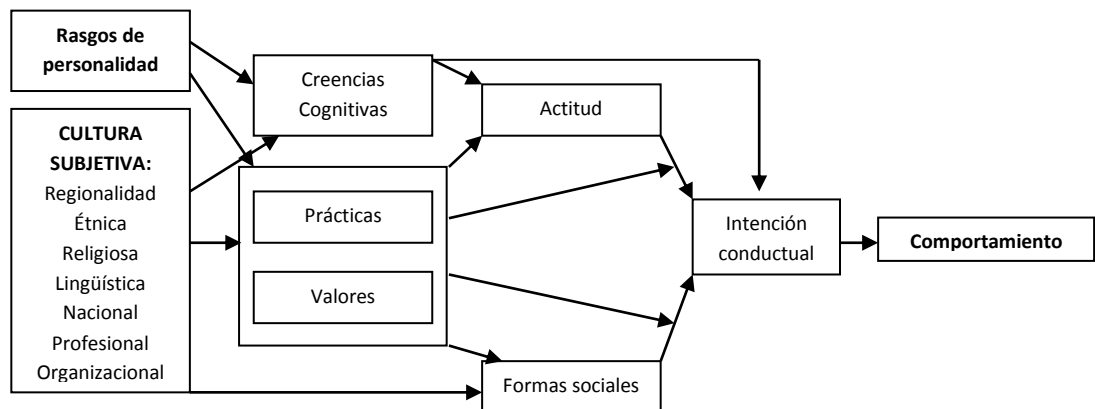 Rasgos de
personalidad
CULTURA
SUBJETIVA:
Regionalidad
Étnica
Religiosa
Lingüística
Nacional
Profesional
Organizacional
Creencias
Cognitivas
Prácticas
Valores
Actitud
Formas sociales
Intención
conductual
Comportamiento